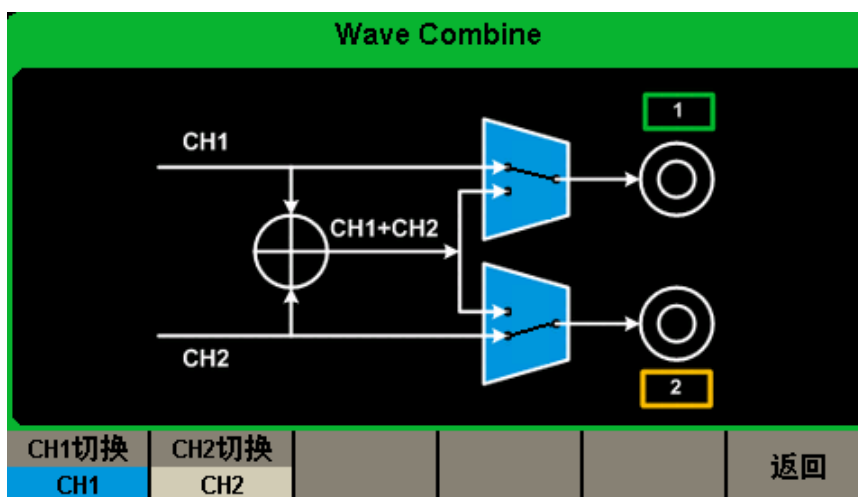 Wave Combine
1
CH1
CH1+CH2
CH2
2
CH1切换 CH2切换
CH1 CH2 返回